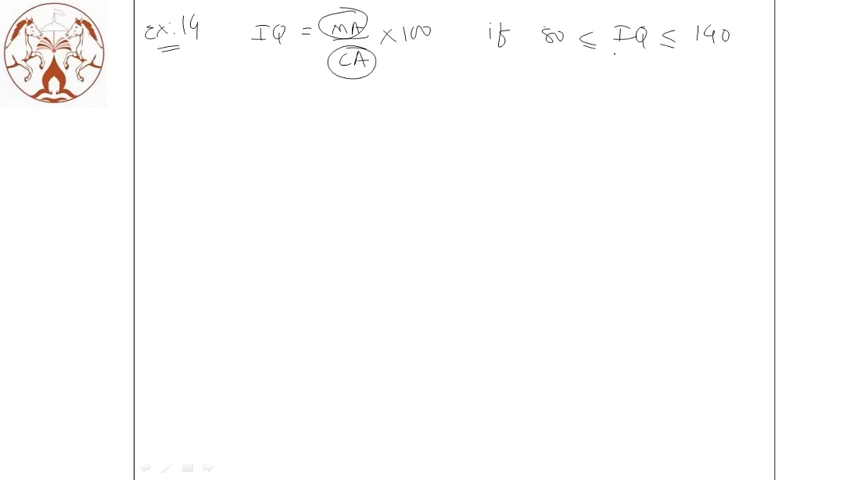 Ex:14 IQ = MA/CA × 100 if 80 ≤ IQ ≤ 140